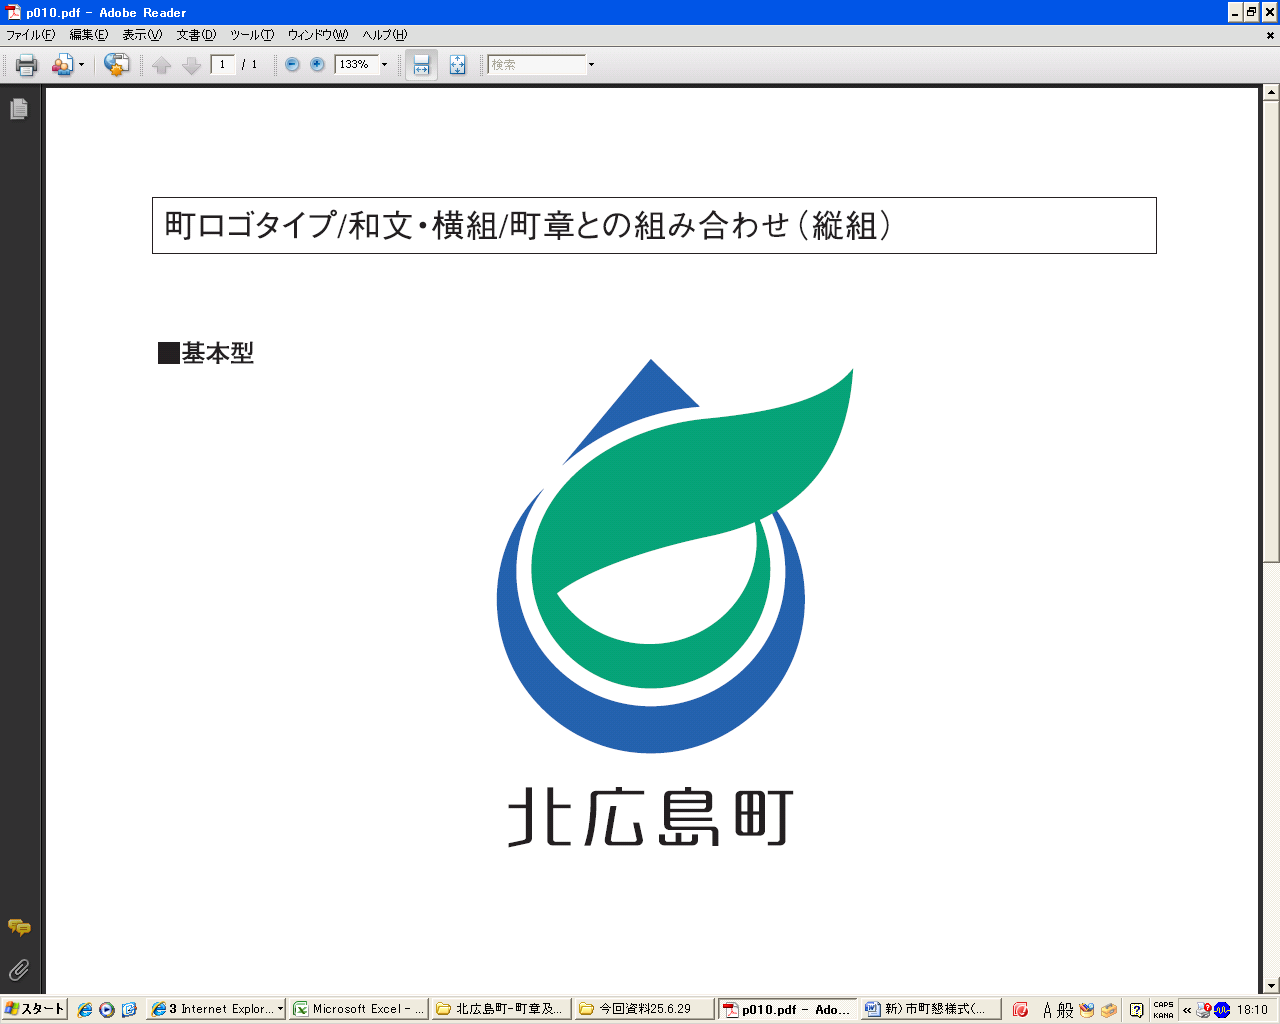 p010.pdf - Adobe Reader
ファイル(F) 編集(E) 表示(V) 文書(D) ツール(T) ウィンドウ(W) ヘルプ(H)
1 / 1 133% 検索
町ロゴタイプ/和文・横組/町章との組み合わせ（縦組）
■基本型
北広島町
スタート 3 Internet Explor... Microsoft Excel - ... 北広島町-町章及... 今回資料25.6.29 p010.pdf - Ado... 新）市町懇様式(... A 般 CAPS KANA « 18:10